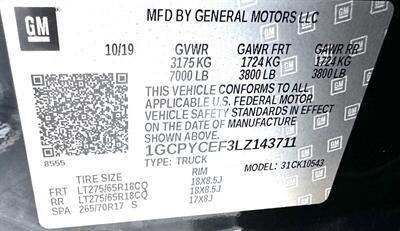 GM
MFD BY GENERAL MOTORS LLC
10/19 GVWR GAWR FRT GAWR RR
3175 KG 1724 KG 1724 KG
7000 LB 3800 LB 3800 LB
THIS VEHICLE CONFORMS TO ALL
APPLICABLE U.S. FEDERAL MOTOR
VEHICLE SAFETY STANDARDS
IN EFFECT ON THE DATE
OF MANUFACTURE
SHOWN ABOVE.
1GCPYCEF3LZ143711
8555 TYPE: TRUCK MODEL: 31CK10543
TIRE SIZE RIM
FRT LT275/65R18CQ 18X8.5J
RR LT275/65R18CQ 18X8.5J
SPA 265/70R17 S 17X8J